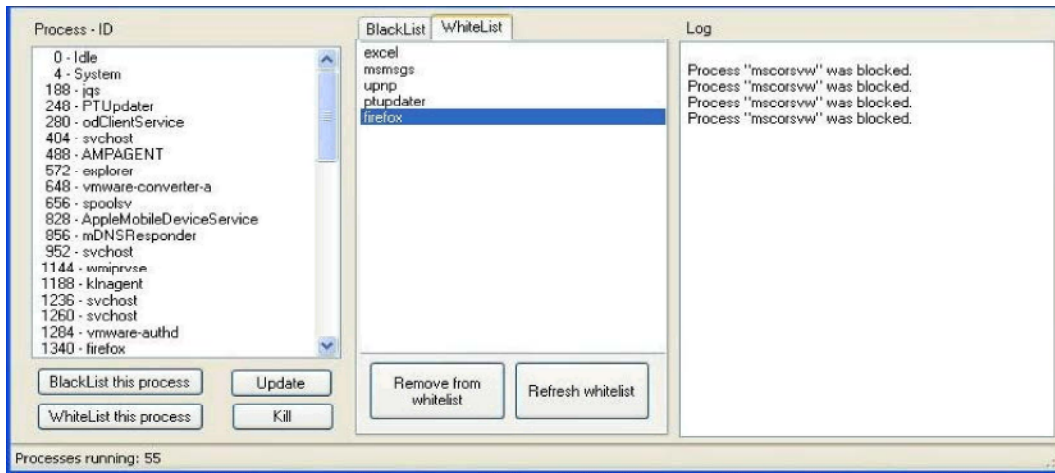 Process - ID
0 - Idle
4 - System
188 - jqs
248 - PTUpdater
280 - odClientService
404 - svchost
488 - AMPAGENT
572 - explorer
648 - vmware-converter-a
656 - spoolsv
828 - AppleMobileDeviceService
856 - mDNSResponder
952 - svchost
1144 - wmiprvse
1188 - klnagent
1236 - svchost
1260 - svchost
1284 - vmware-authd
1340 - firefox
BlackList this process
Update
WhiteList this process
Kill
BlackList
WhiteList
excel
msmsgs
upnp
ptupdater
firefox
Remove from
whitelist
Refresh whitelist
Log
Process "mscorsvw" was blocked.
Process "mscorsvw" was blocked.
Process "mscorsvw" was blocked.
Process "mscorsvw" was blocked.
Processes running: 55